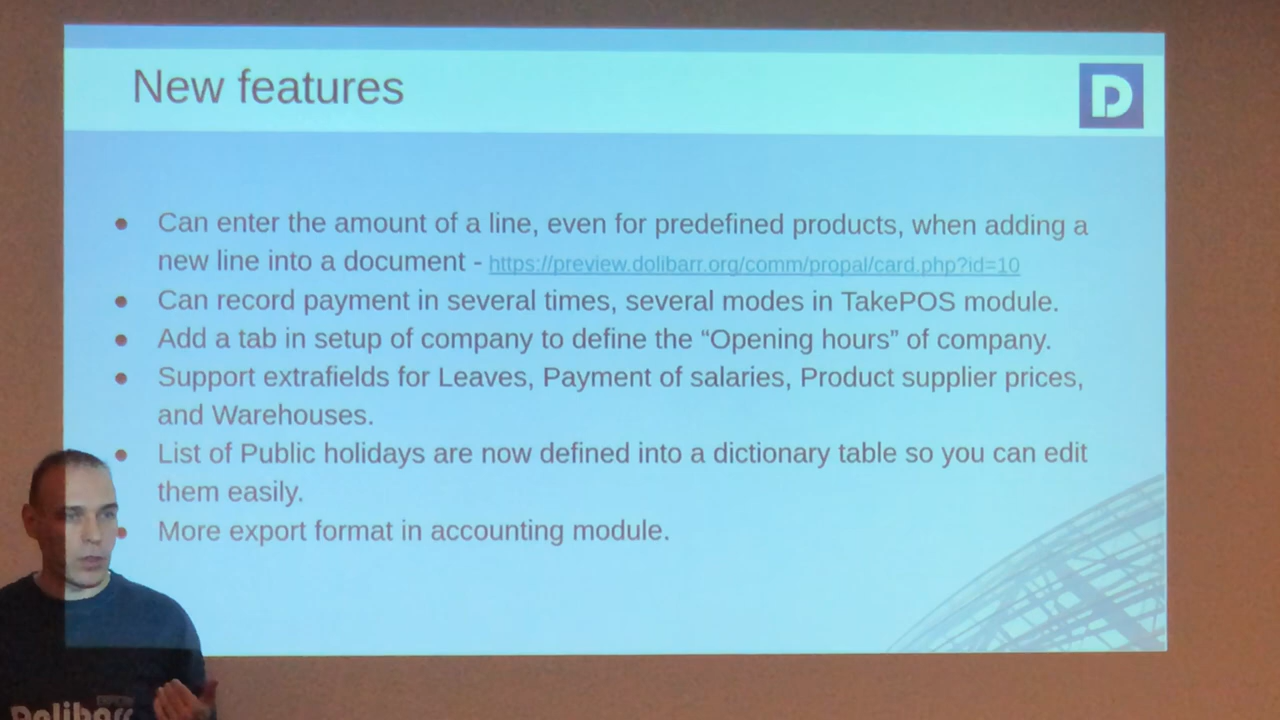 New features
D
• Can enter the amount of a line, even for predefined products, when adding a
new line into a document - https://preview.dolibarr.org/comm/propal/card.php?id=10
• Can record payment in several times, several modes in TakePOS module.
• Add a tab in setup of company to define the “Opening hours” of company.
• Support extrafields for Leaves, Payment of salaries, Product supplier prices,
and Warehouses.
• List of Public holidays are now defined into a dictionary table so you can edit
them easily.
• More export format in accounting module.
Dolibarr